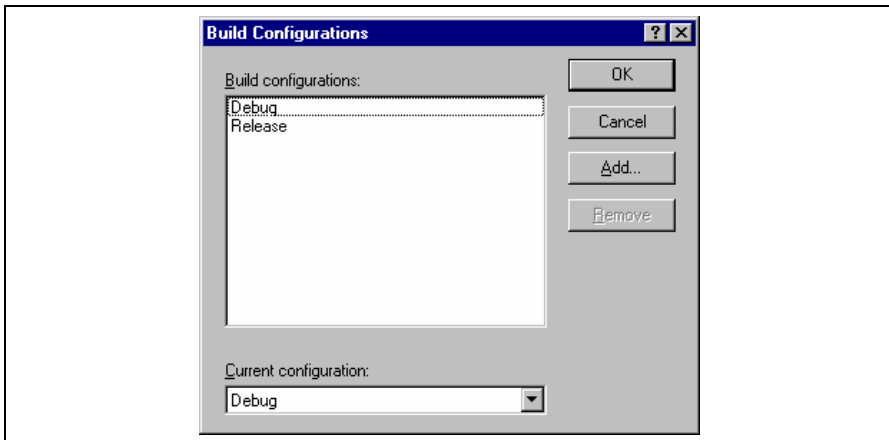 Build Configurations
Build configurations:
Debug
Release
OK
Cancel
Add...
Remove
Current configuration:
Debug